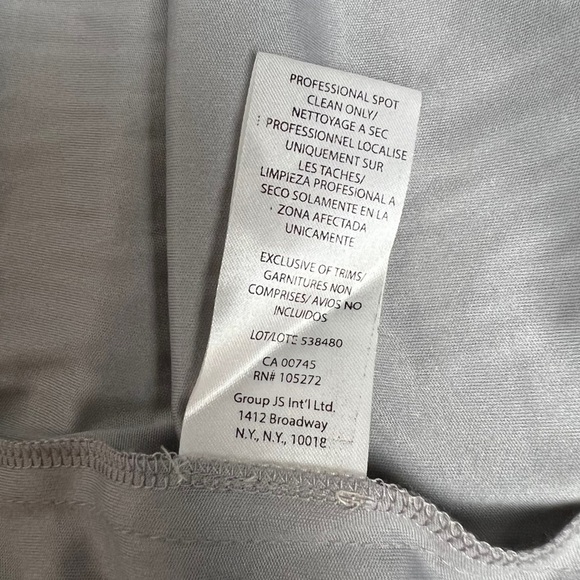 PROFESSIONAL SPOT
CLEAN ONLY/
NETTOYAGE A SEC
PROFESSIONNEL LOCALISE
UNIQUEMENT SUR
LES TACHES/
LIMPIEZA PROFESIONAL A
SECO SOLAMENTE EN LA
ZONA AFECTADA
UNICAMENTE
EXCLUSIVE OF TRIMS/
GARNITURES NON
COMPRISES/ AVIOS NO
INCLUIDOS
LOT/LOTE 538480
CA 00745
RN# 105272
Group JS Int'l Ltd.
1412 Broadway
N.Y., N.Y., 10018